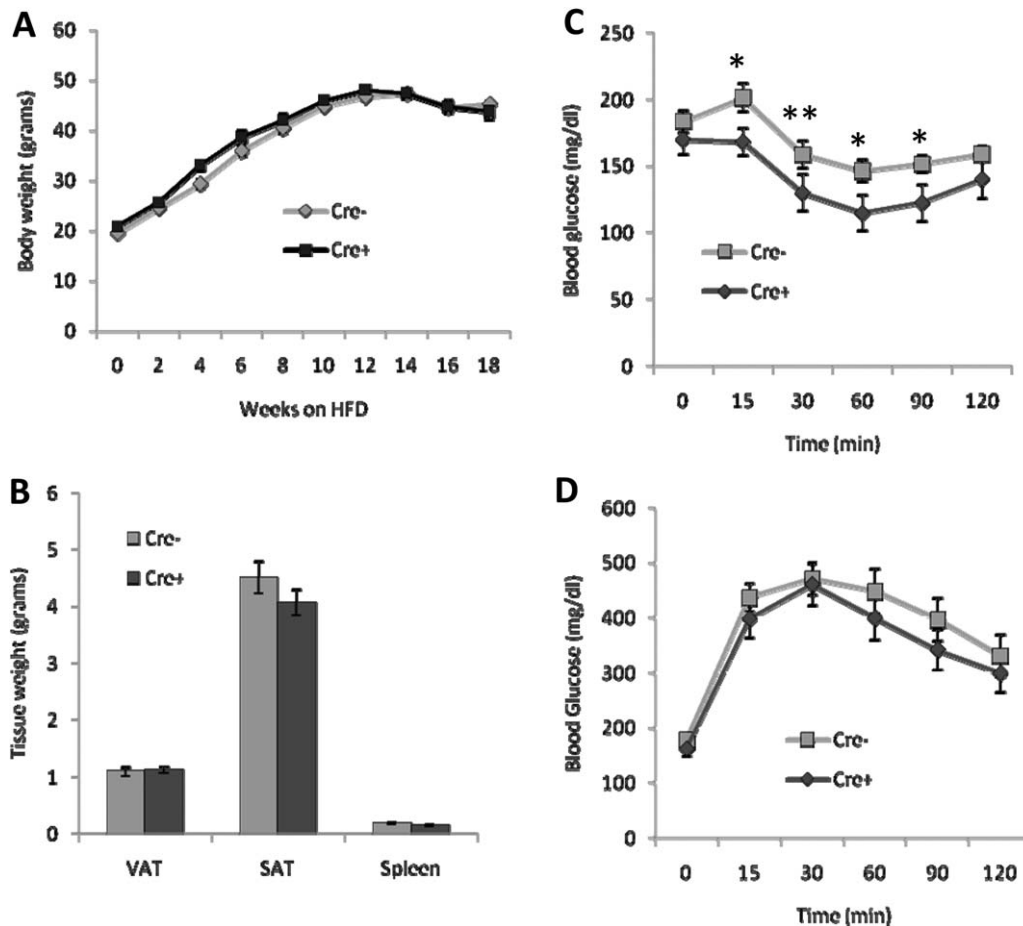 A
60
50
40
30
20
10
0
Body weight (grams)
Cre-
Cre+
0 2 4 6 8 10 12 14 16 18
Weeks on HFD
B
6
5
4
3
2
1
0
Tissue weight (grams)
Cre-
Cre+
VAT SAT Spleen
C
250
200
150
100
50
0
Blood glucose (mg/dl)
* ** * *
Cre-
Cre+
0 15 30 60 90 120
Time (min)
D
600
500
400
300
200
100
0
Blood Glucose (mg/dl)
Cre-
Cre+
0 15 30 60 90 120
Time (min)